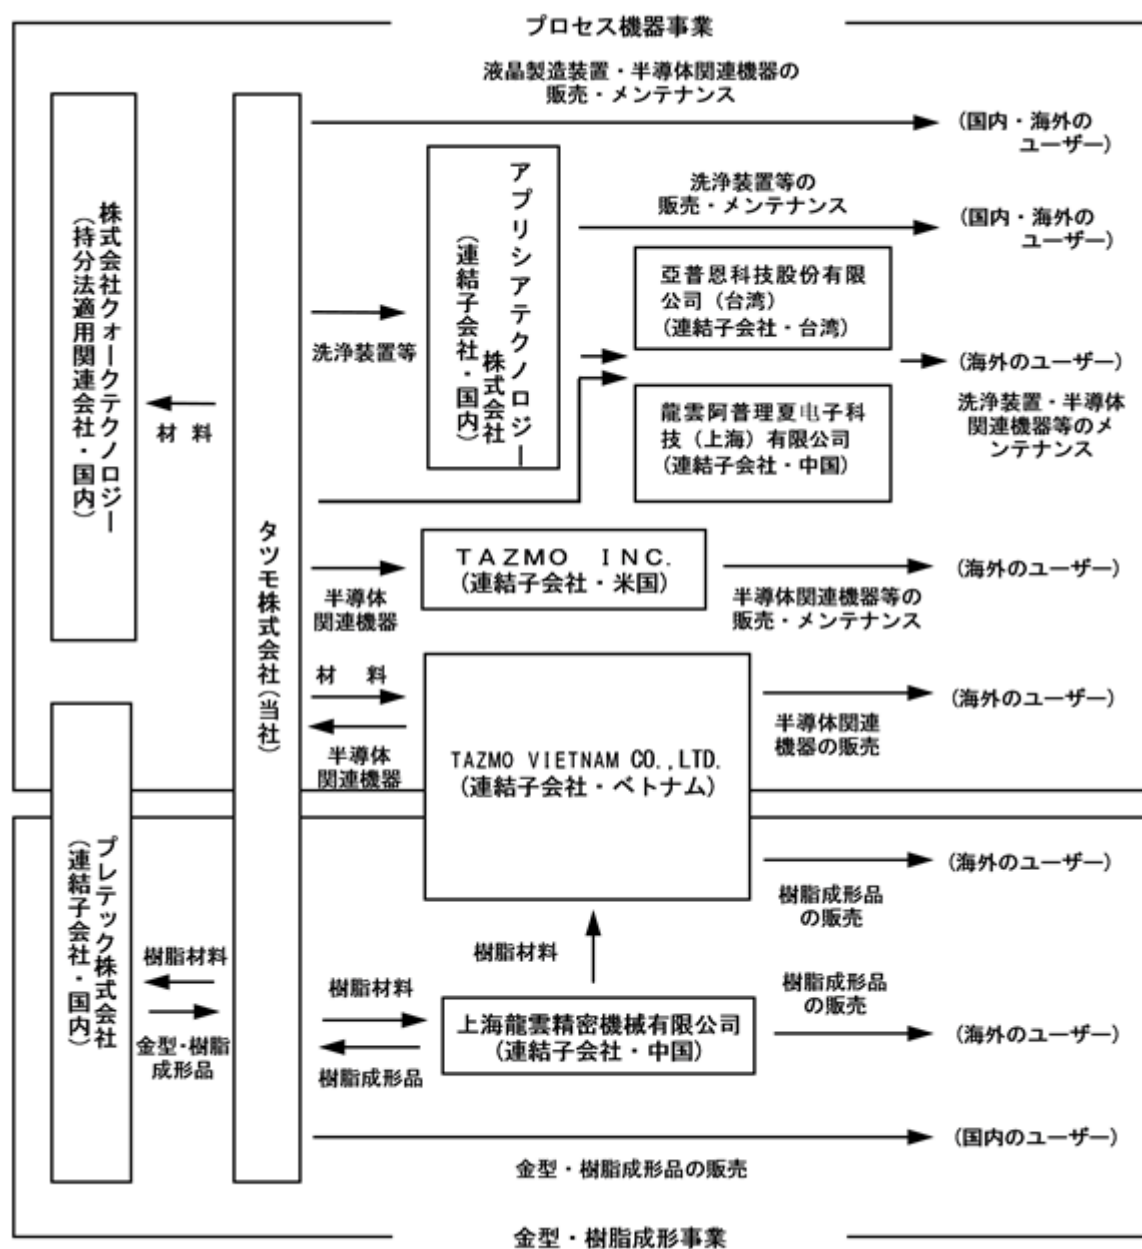 プロセス機器事業
液晶製造装置・半導体関連機器の
販売・メンテナンス
(国内・海外の
ユーザー)
株式会社クォークテクノロジー
(持分法適用関連会社・国内)
材 料
タツモ株式会社(当社)
洗浄装置等
アプリシアテクノロジー
株式会社
(連結子会社・国内)
洗浄装置等の
販売・メンテナンス
(国内・海外の
ユーザー)
亞普恩科技股份有限
公司(台湾)
(連結子会社・台湾)
龍雲阿普理夏电子科
技(上海)有限公司
(連結子会社・中国)
(海外のユーザー)
洗浄装置・半導体
関連機器等のメ
ンテナンス
半導体
関連機器
TAZMO INC.
(連結子会社・米国)
半導体関連機器等の
販売・メンテナンス
(海外のユーザー)
材 料
半導体
関連機器
TAZMO VIETNAM CO.,LTD.
(連結子会社・ベトナム)
半導体関連
機器の販売
(海外のユーザー)
樹脂成形品
の販売
(海外のユーザー)
プレテック株式会社
(連結子会社・国内)
樹脂材料
金型・樹脂
成形品
樹脂材料
樹脂材料
樹脂成形品
上海龍雲精密機械有限公司
(連結子会社・中国)
樹脂成形品
の販売
(海外のユーザー)
金型・樹脂成形品の販売
(国内のユーザー)
金型・樹脂成形事業